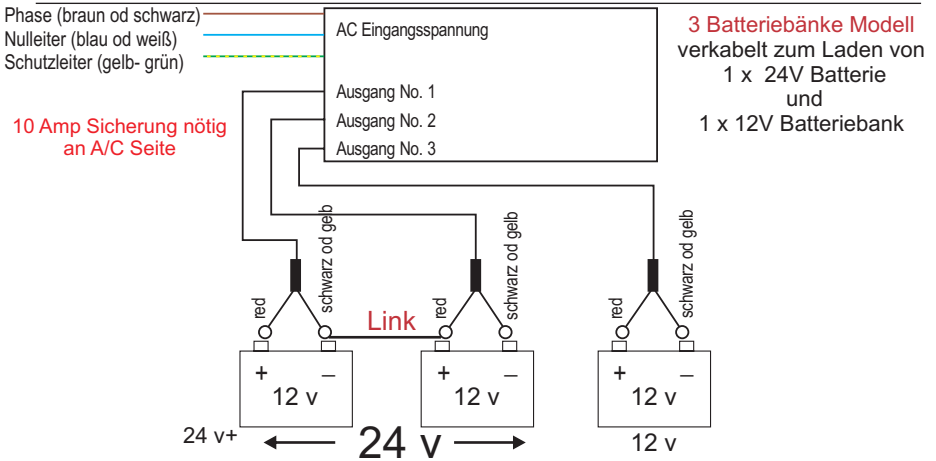 Phase (braun od schwarz)
Nulleiter (blau od weiß)
Schutzleiter (gelb- grün)
AC Eingangsspannung
3 Batteriebänke Modell
verkabelt zum Laden von
1 x 24V Batterie
und
1 x 12V Batteriebank
10 Amp Sicherung nötig
an A/C Seite
Ausgang No. 1
Ausgang No. 2
Ausgang No. 3
red
schwarz od gelb
red
schwarz od gelb
red
schwarz od gelb
Link
+ –
12 v
+ –
12 v
+ –
12 v
24 v+
24 v
12 v